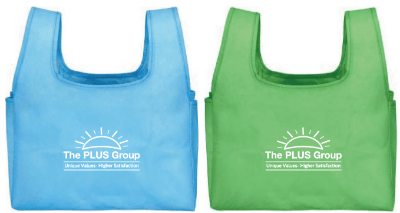 The PLUS Group
Unique Values - Higher Satisfaction
The PLUS Group
Unique Values - Higher Satisfaction